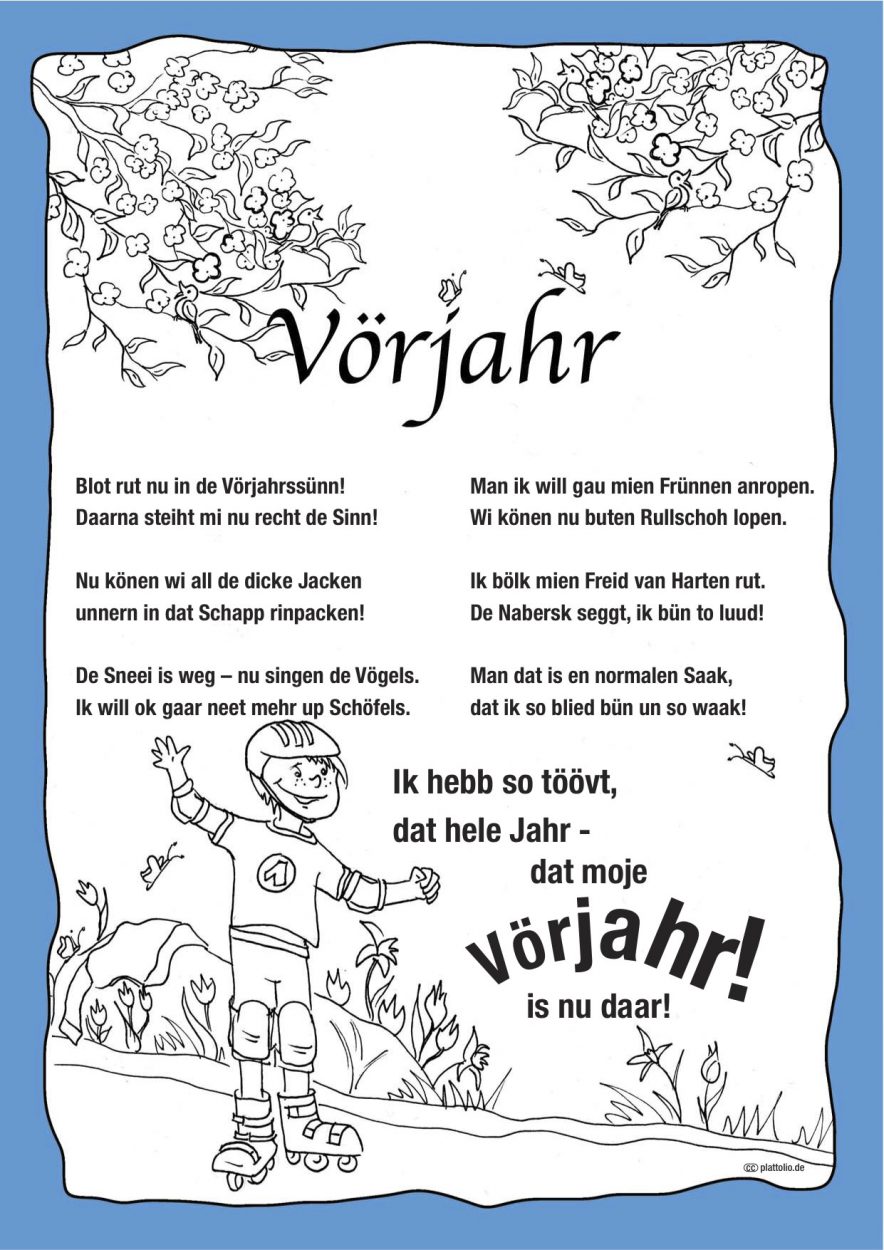 Vörjahr
Blot rut nu in de Vörjahrssünn!
Daarna steiht mi nu recht de Sinn!
Nu könen wi all de dicke Jacken
unnern in dat Schapp rinpacken!
De Sneei is weg – nu singen de Vögels.
Ik will ok gaar neet mehr up Schöfels.
Man ik will gau mien Frünnen anropen.
Wi könen nu buten Rullschoh lopen.
Ik bölk mien Freid van Harten rut.
De Nabersk seggt, ik bün to luud!
Man dat is en normalen Saak,
dat ik so blied bün un so waak!
Ik hebb so töövt,
dat hele Jahr -
dat moje
Vörjahr!
is nu daar!
1
cc plattolio.de